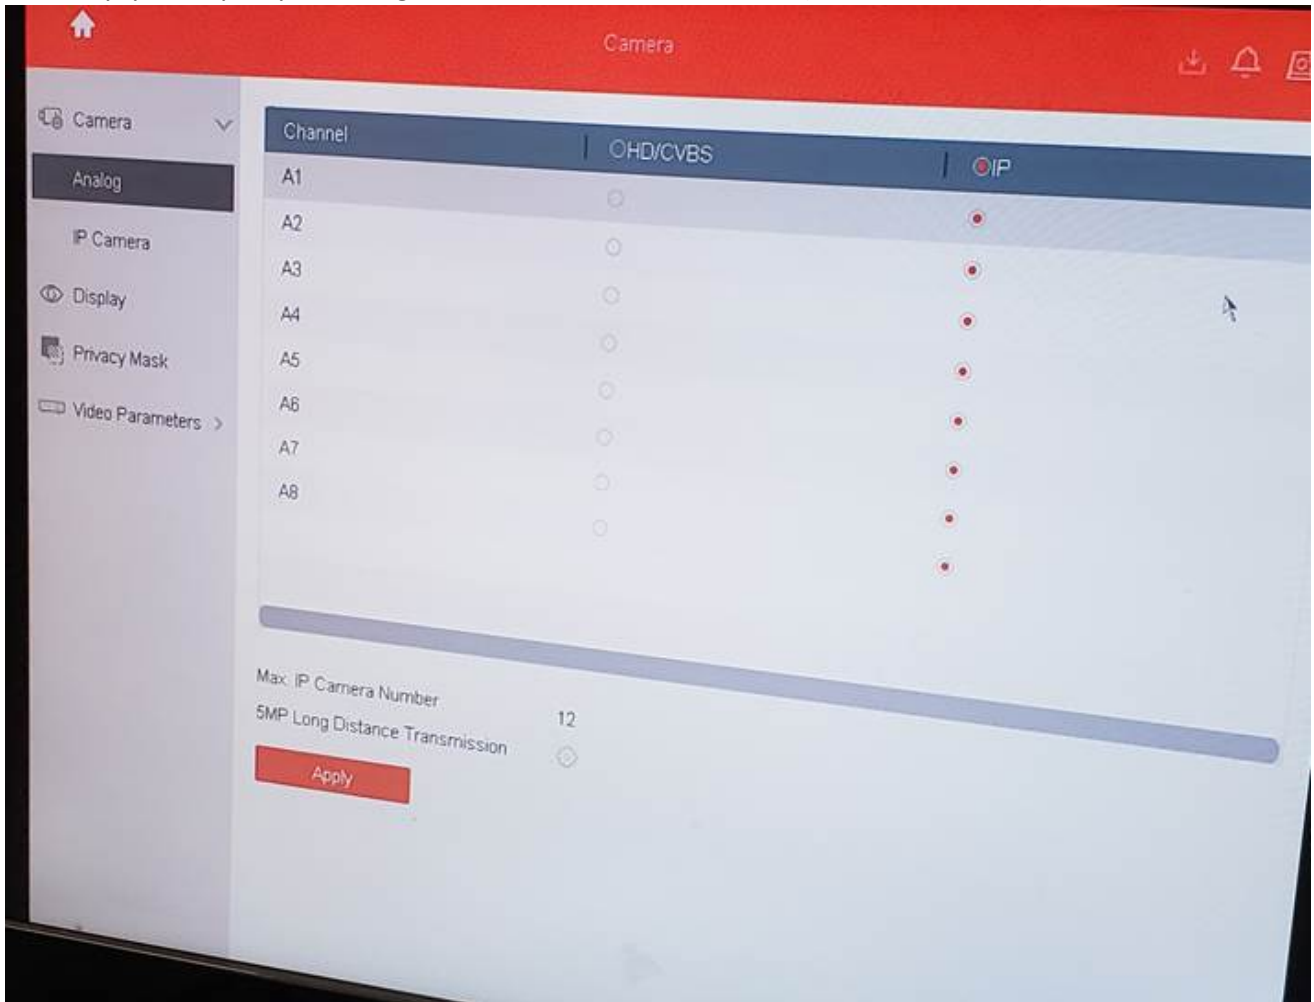 Camera
Camera
Analog
IP Camera
Display
Privacy Mask
Video Parameters
Channel
HD/CVBS
IP
A1
A2
A3
A4
A5
A6
A7
A8
Max. IP Camera Number
12
5MP Long Distance Transmission
Apply